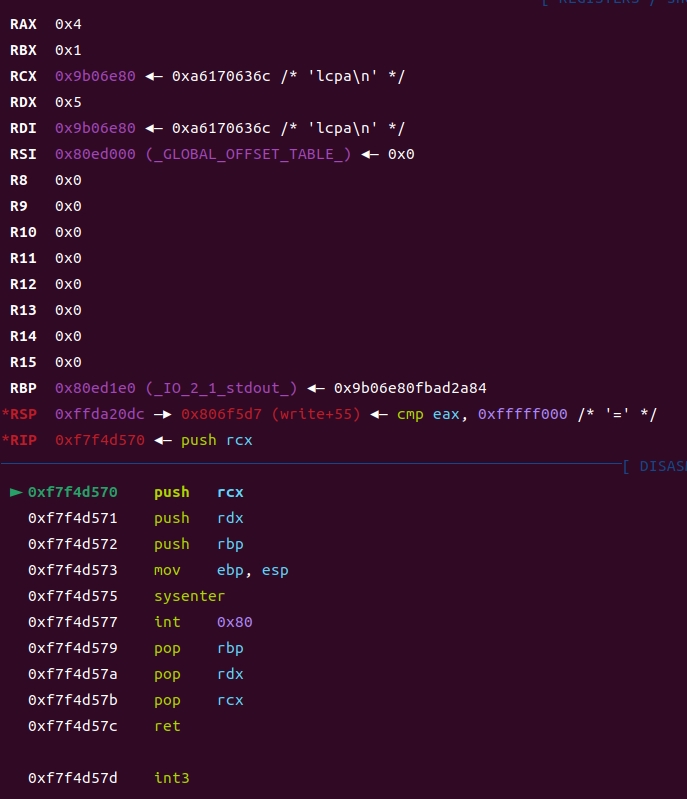 [ REGISTERS / SH
RAX 0x4
RBX 0x1
RCX 0x9b06e80 ◂— 0xa6170636c /* 'lcpa\n' */
RDX 0x5
RDI 0x9b06e80 ◂— 0xa6170636c /* 'lcpa\n' */
RSI 0x80ed000 (_GLOBAL_OFFSET_TABLE_) ◂— 0x0
R8 0x0
R9 0x0
R10 0x0
R11 0x0
R12 0x0
R13 0x0
R14 0x0
R15 0x0
RBP 0x80ed1e0 (_IO_2_1_stdout_) ◂— 0x9b06e80fbad2a84
*RSP 0xffda20dc —▸ 0x806f5d7 (write+55) ◂— cmp eax, 0xfffff000 /* '=' */
*RIP 0xf7f4d570 ◂— push rcx
[ DISAS
► 0xf7f4d570 push rcx
0xf7f4d571 push rdx
0xf7f4d572 push rbp
0xf7f4d573 mov ebp, esp
0xf7f4d575 sysenter
0xf7f4d577 int 0x80
0xf7f4d579 pop rbp
0xf7f4d57a pop rdx
0xf7f4d57b pop rcx
0xf7f4d57c ret
0xf7f4d57d int3